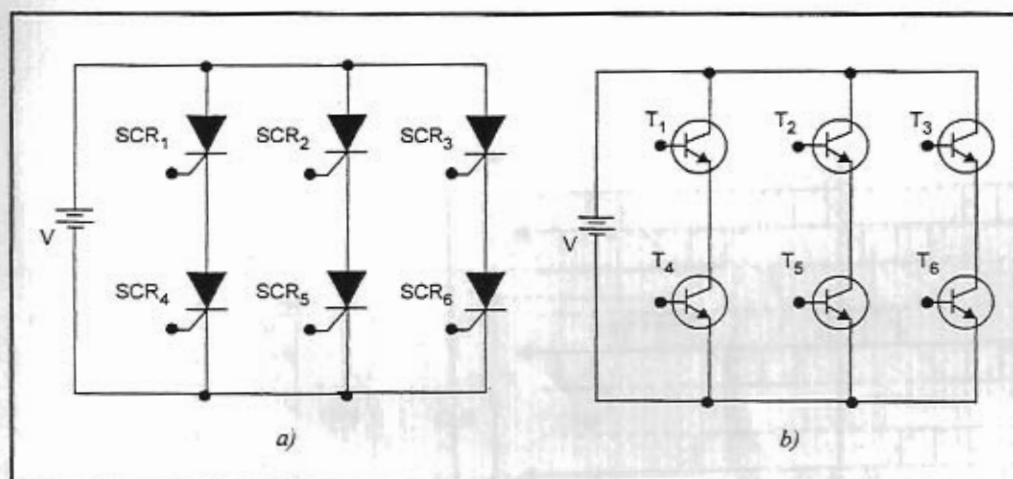 SCR1 SCR2 SCR3
V
SCR4 SCR5 SCR6
a)
T1 T2 T3
V
T4 T5 T6
b)